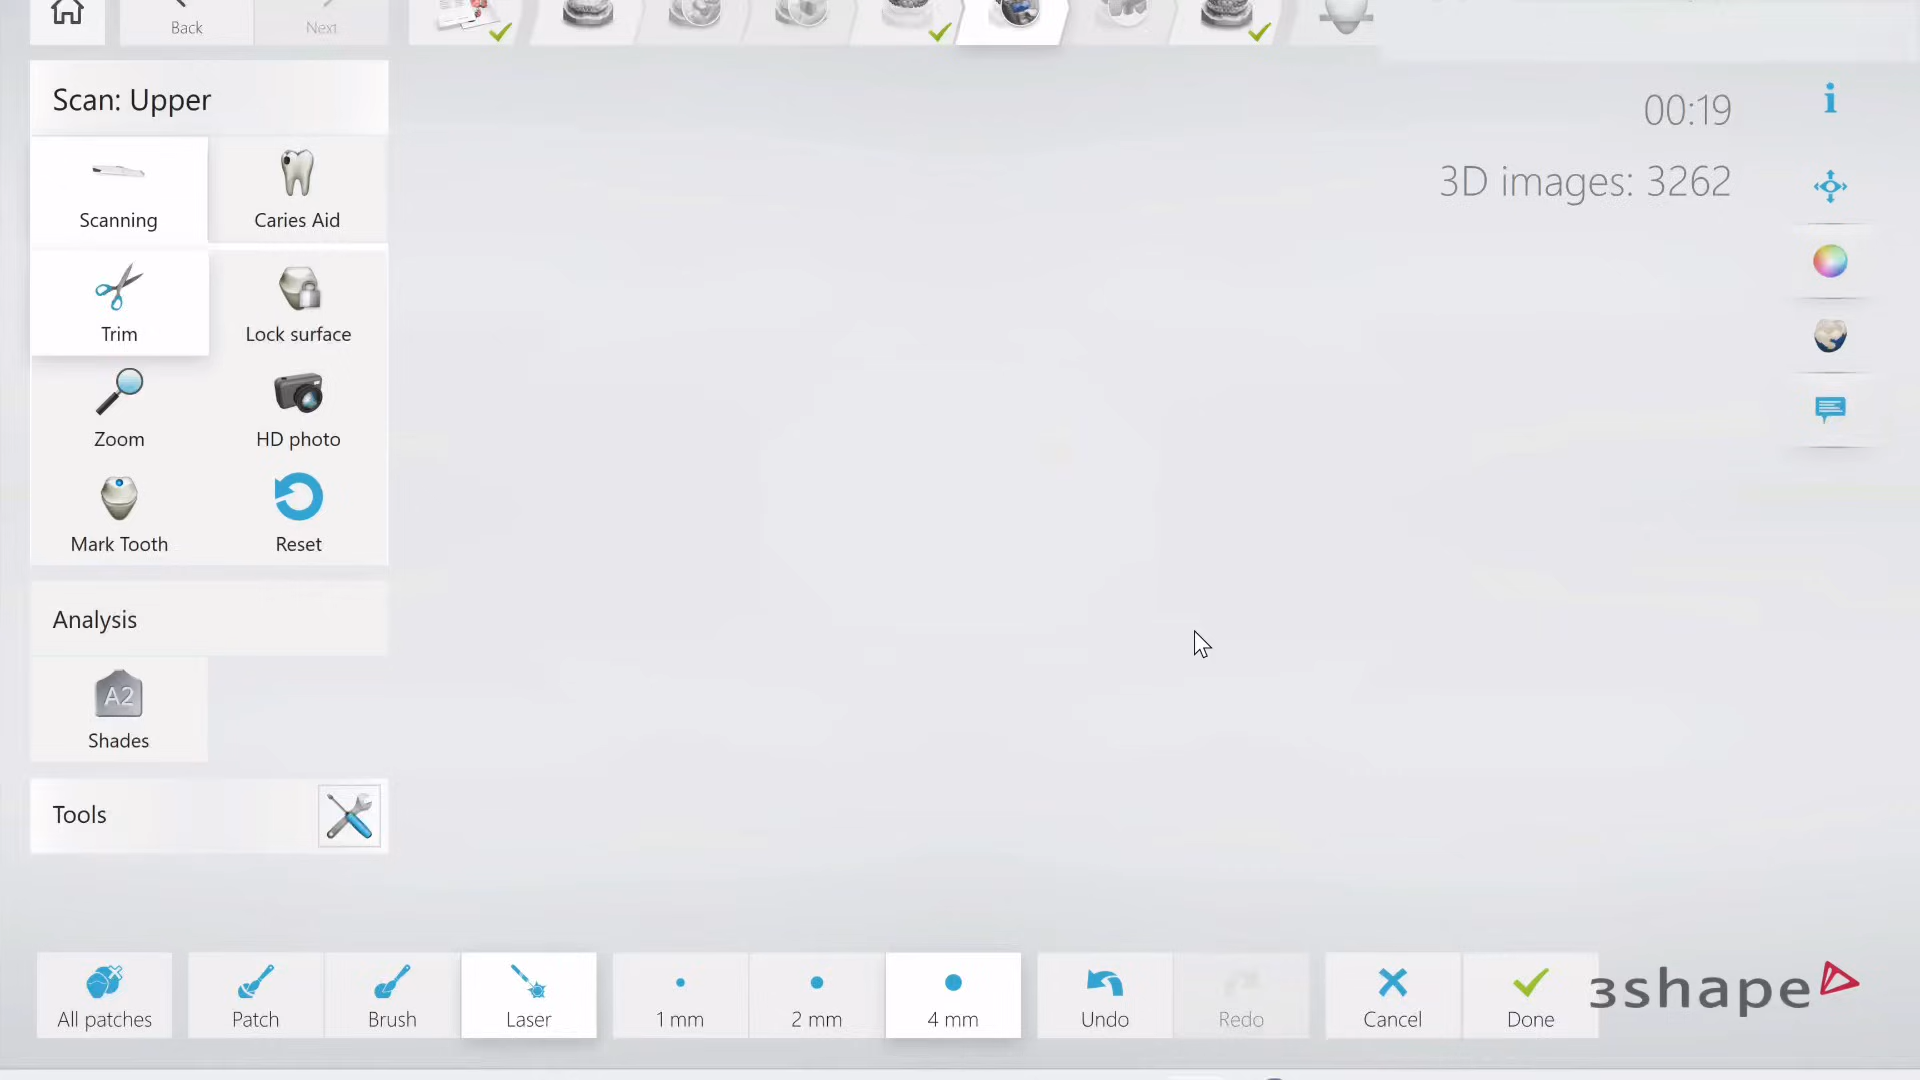 Back
Next
Scan: Upper
00:19
3D images: 3262
Scanning
Caries Aid
Trim
Lock surface
Zoom
HD photo
Mark Tooth
Reset
Analysis
A2
Shades
Tools
All patches
Patch
Brush
Laser
1 mm
2 mm
4 mm
Undo
Redo
Cancel
Done
3shape